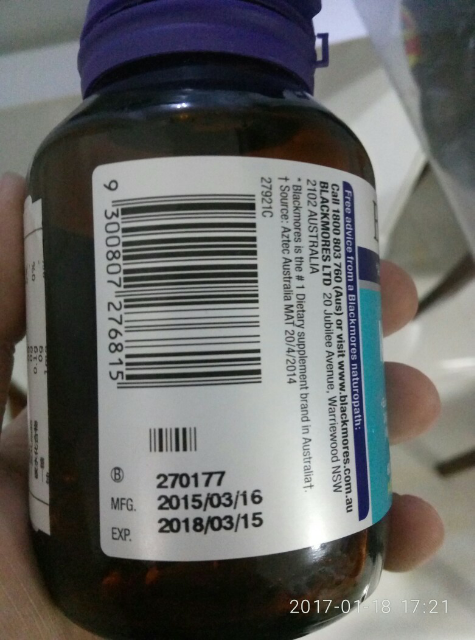 Free advice from a Blackmores naturopath:
Call 1800 803 760 (Aus) or visit www.blackmores.com.au
BLACKMORES LTD 20 Jubilee Avenue, Warriewood NSW
2102 AUSTRALIA
* Blackmores is the #1 Dietary supplement brand in Australia†.
† Source: Aztec Australia MAT 20/4/2014
27921C
9 300807 276815
B 270177
MFG. 2015/03/16
EXP. 2018/03/15
2017-01-18 17:21